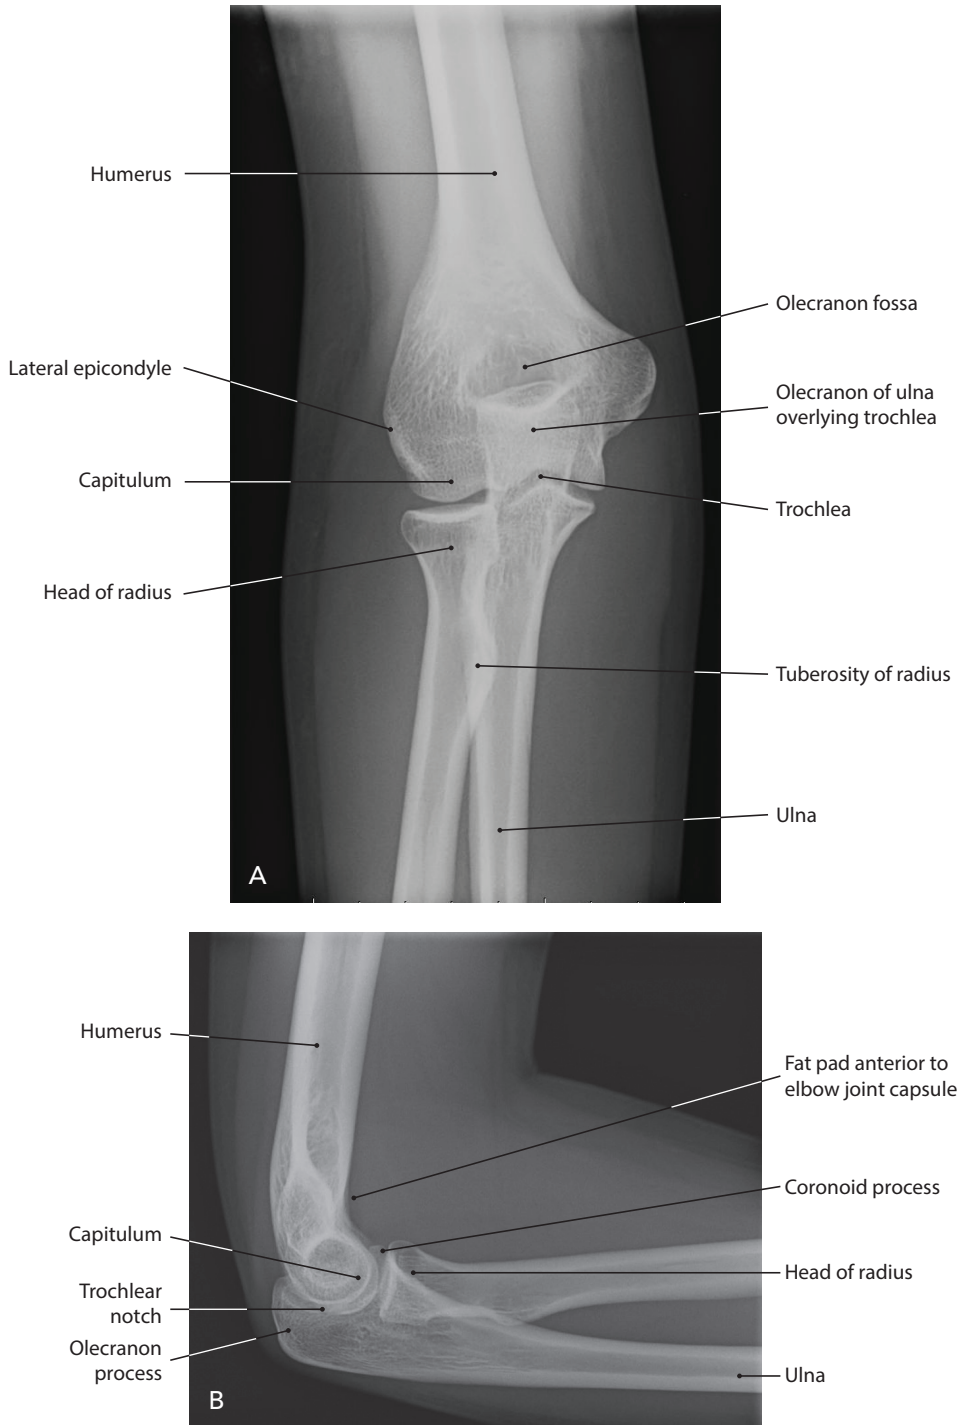 Humerus
Olecranon fossa
Lateral epicondyle
Olecranon of ulna
overlying trochlea
Capitulum
Trochlea
Head of radius
Tuberosity of radius
Ulna
A
Humerus
Fat pad anterior to
elbow joint capsule
Coronoid process
Capitulum
Head of radius
Trochlear
notch
Olecranon
process
Ulna
B